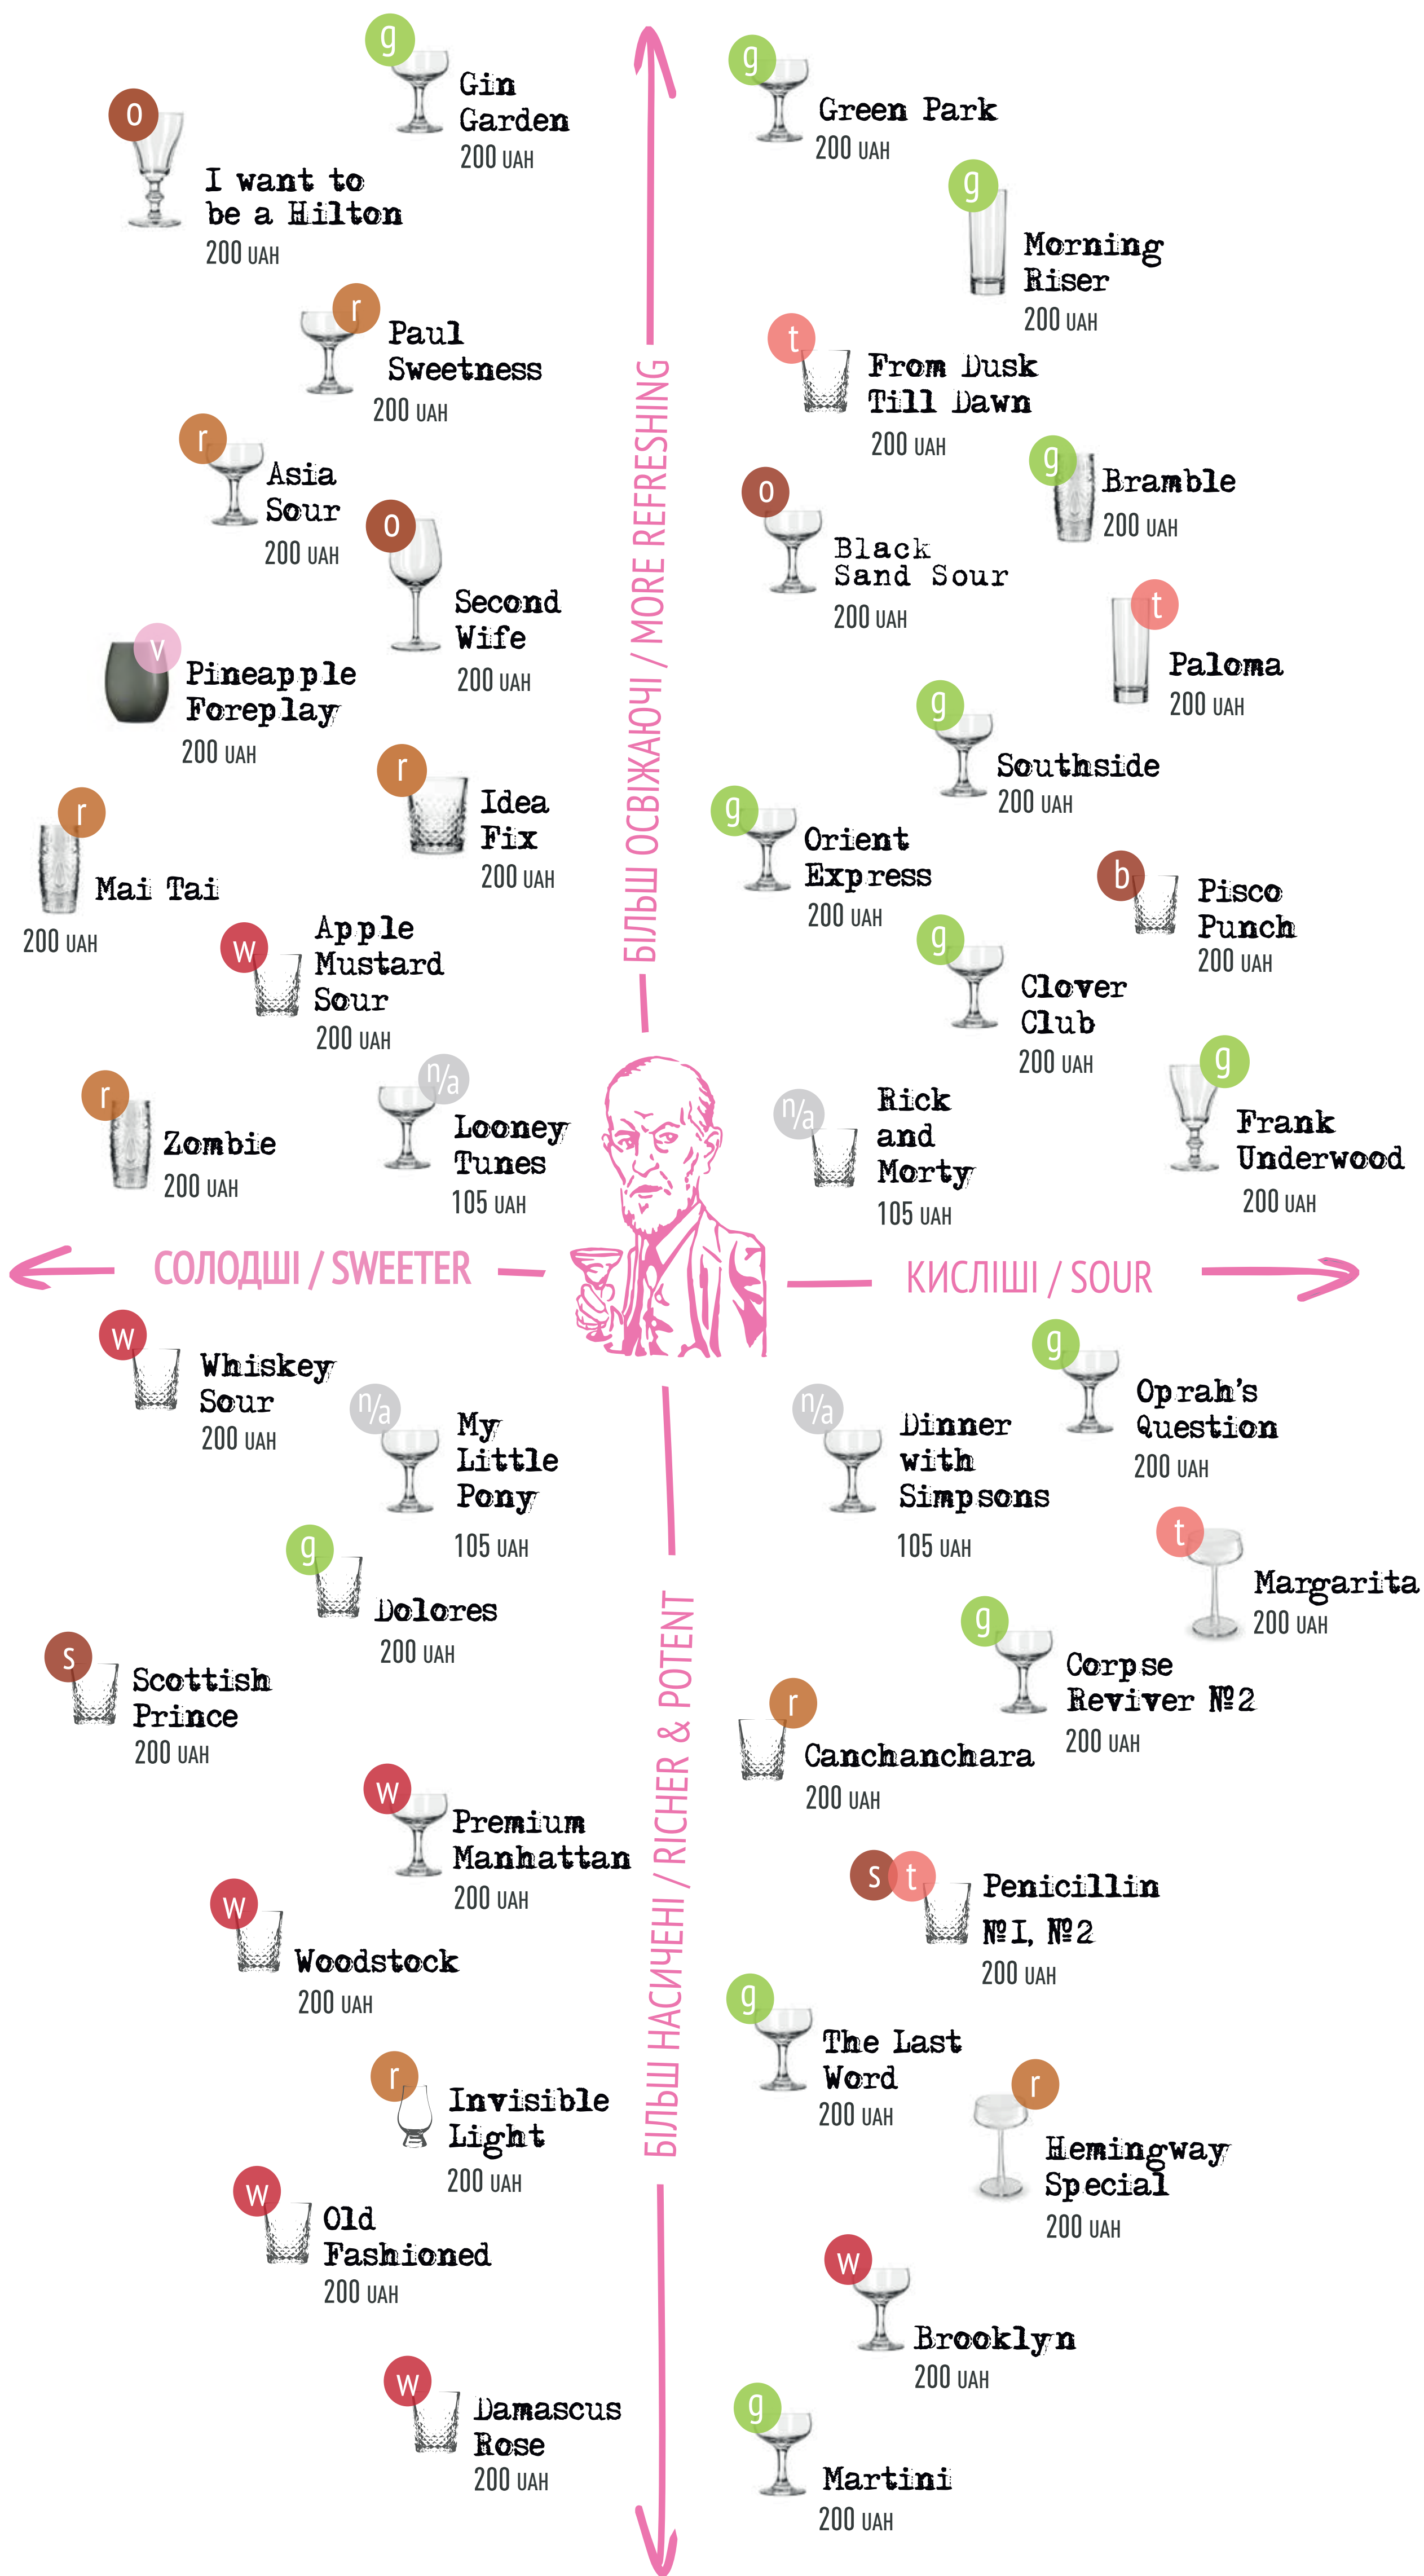 g
Gin
Garden
200 UAH
g
Green Park
200 UAH
o
I want to
be a Hilton
200 UAH
g
Morning
Riser
200 UAH
r
Paul
Sweetness
200 UAH
t
From Dusk
Till Dawn
200 UAH
r
Asia
Sour
200 UAH
g
Bramble
200 UAH
o
Second
Wife
200 UAH
o
Black
Sand Sour
200 UAH
v
Pineapple
Foreplay
200 UAH
t
Paloma
200 UAH
g
Southside
200 UAH
r
Idea
Fix
200 UAH
r
Mai Tai
200 UAH
g
Orient
Express
200 UAH
b
Pisco
Punch
200 UAH
w
Apple
Mustard
Sour
200 UAH
g
Clover
Club
200 UAH
БІЛЬШ ОСВІЖАЮЧІ / MORE REFRESHING
r
Zombie
200 UAH
n/a
Looney
Tunes
105 UAH
n/a
Rick
and
Morty
105 UAH
g
Frank
Underwood
200 UAH
СОЛОДШІ / SWEETER
КИСЛІШІ / SOUR
w
Whiskey
Sour
200 UAH
n/a
My
Little
Pony
105 UAH
n/a
Dinner
with
Simpsons
105 UAH
g
Oprah's
Question
200 UAH
g
Dolores
200 UAH
t
Margarita
200 UAH
s
Scottish
Prince
200 UAH
g
Corpse
Reviver №2
200 UAH
r
Canchanchara
200 UAH
БІЛЬШ НАСИЧЕНІ / RICHER & POTENT
w
Premium
Manhattan
200 UAH
s t
Penicillin
№1, №2
200 UAH
w
Woodstock
200 UAH
g
The Last
Word
200 UAH
r
Invisible
Light
200 UAH
r
Hemingway
Special
200 UAH
w
Old
Fashioned
200 UAH
w
Brooklyn
200 UAH
w
Damascus
Rose
200 UAH
g
Martini
200 UAH